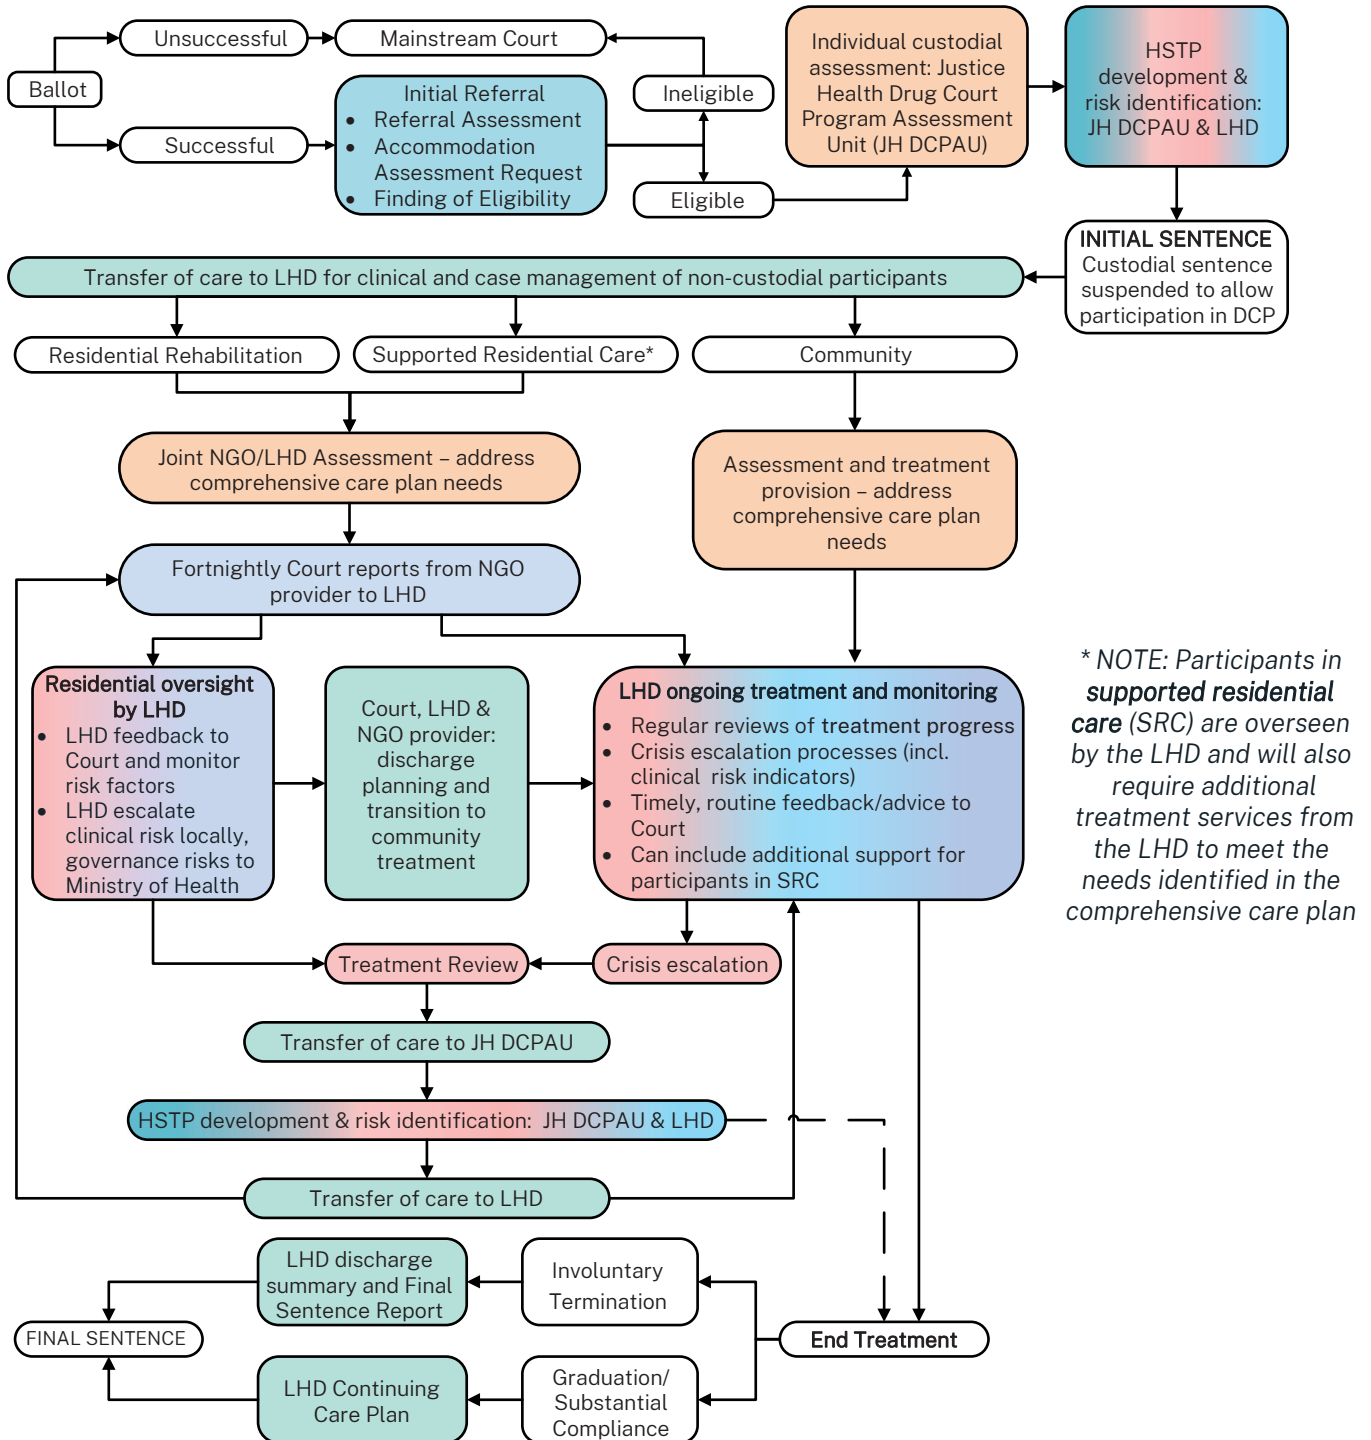 Unsuccessful
Mainstream Court
Ballot
Successful
Initial Referral
• Referral Assessment
• Accommodation
Assessment Request
• Finding of Eligibility
Ineligible
Eligible
Individual custodial
assessment: Justice
Health Drug Court
Program Assessment
Unit (JH DCPAU)
HSTP
development &
risk identification:
JH DCPAU & LHD
INITIAL SENTENCE
Custodial sentence
suspended to allow
participation in DCP
Transfer of care to LHD for clinical and case management of non-custodial participants
Residential Rehabilitation
Supported Residential Care*
Community
Joint NGO/LHD Assessment – address
comprehensive care plan needs
Assessment and treatment
provision – address
comprehensive care plan
needs
Fortnightly Court reports from NGO
provider to LHD
Residential oversight
by LHD
• LHD feedback to
Court and monitor
risk factors
• LHD escalate
clinical risk locally,
governance risks to
Ministry of Health
Court, LHD &
NGO provider:
discharge
planning and
transition to
community
treatment
LHD ongoing treatment and monitoring
• Regular reviews of treatment progress
• Crisis escalation processes (incl.
clinical risk indicators)
• Timely, routine feedback/advice to
Court
• Can include additional support for
participants in SRC
* NOTE: Participants in
supported residential
care (SRC) are overseen
by the LHD and will also
require additional
treatment services from
the LHD to meet the
needs identified in the
comprehensive care plan
Treatment Review
Crisis escalation
Transfer of care to JH DCPAU
HSTP development & risk identification: JH DCPAU & LHD
Transfer of care to LHD
LHD discharge
summary and Final
Sentence Report
Involuntary
Termination
FINAL SENTENCE
End Treatment
LHD Continuing
Care Plan
Graduation/
Substantial
Compliance